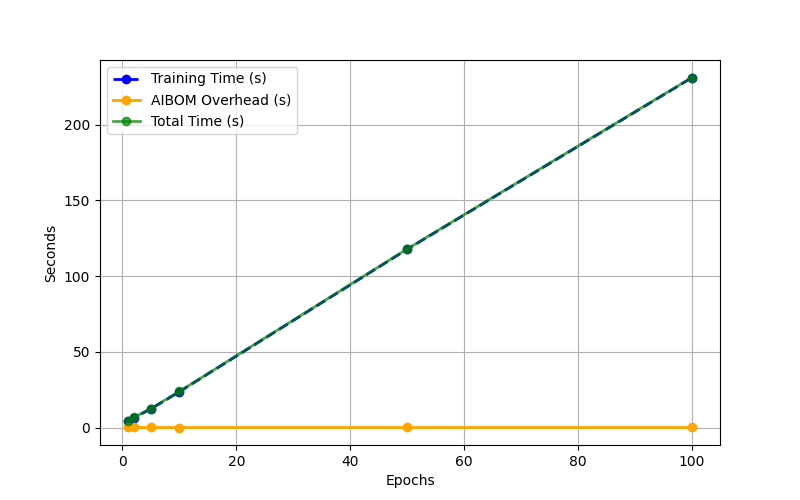 Training Time (s)
AIBOM Overhead (s)
Total Time (s)
200
150
100
50
0
Seconds
0 20 40 60 80 100
Epochs